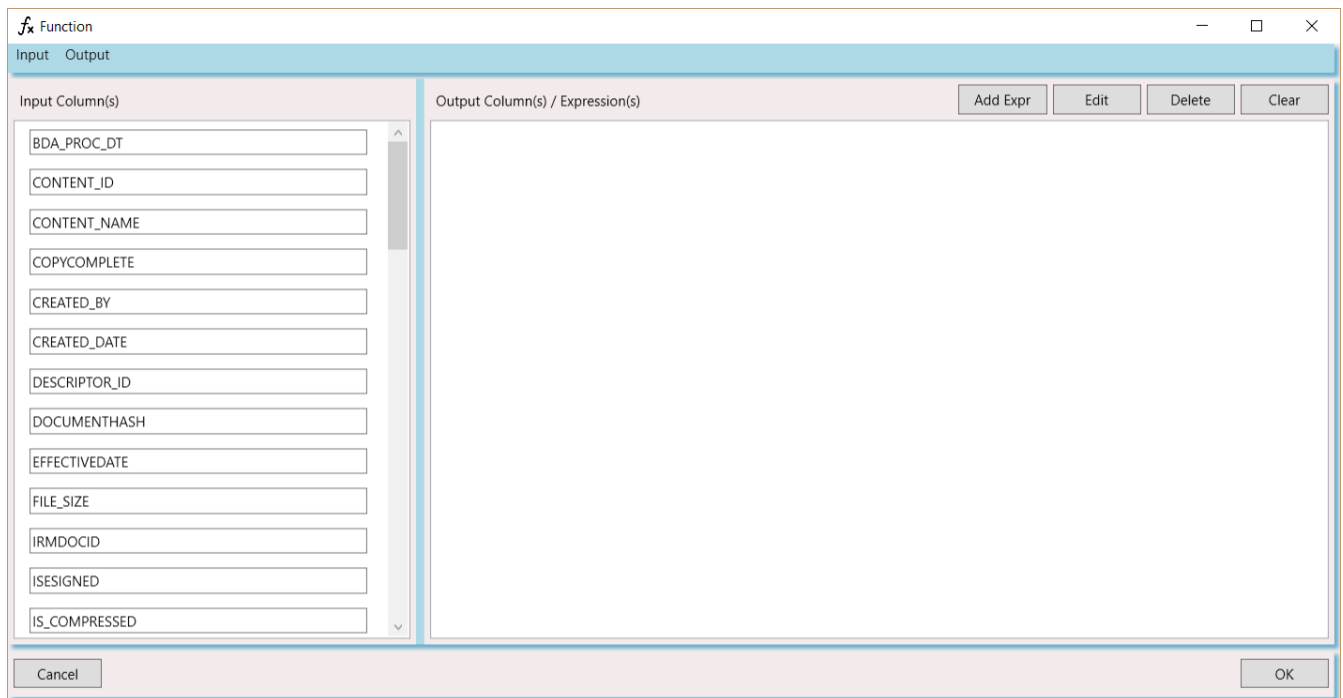 fx Function
Input Output
Input Column(s)
Output Column(s) / Expression(s) Add Expr Edit Delete Clear
BDA_PROC_DT
CONTENT_ID
CONTENT_NAME
COPYCOMPLETE
CREATED_BY
CREATED_DATE
DESCRIPTOR_ID
DOCUMENTHASH
EFFECTIVEDATE
FILE_SIZE
IRMDOCID
ISESIGNED
IS_COMPRESSED
Cancel OK